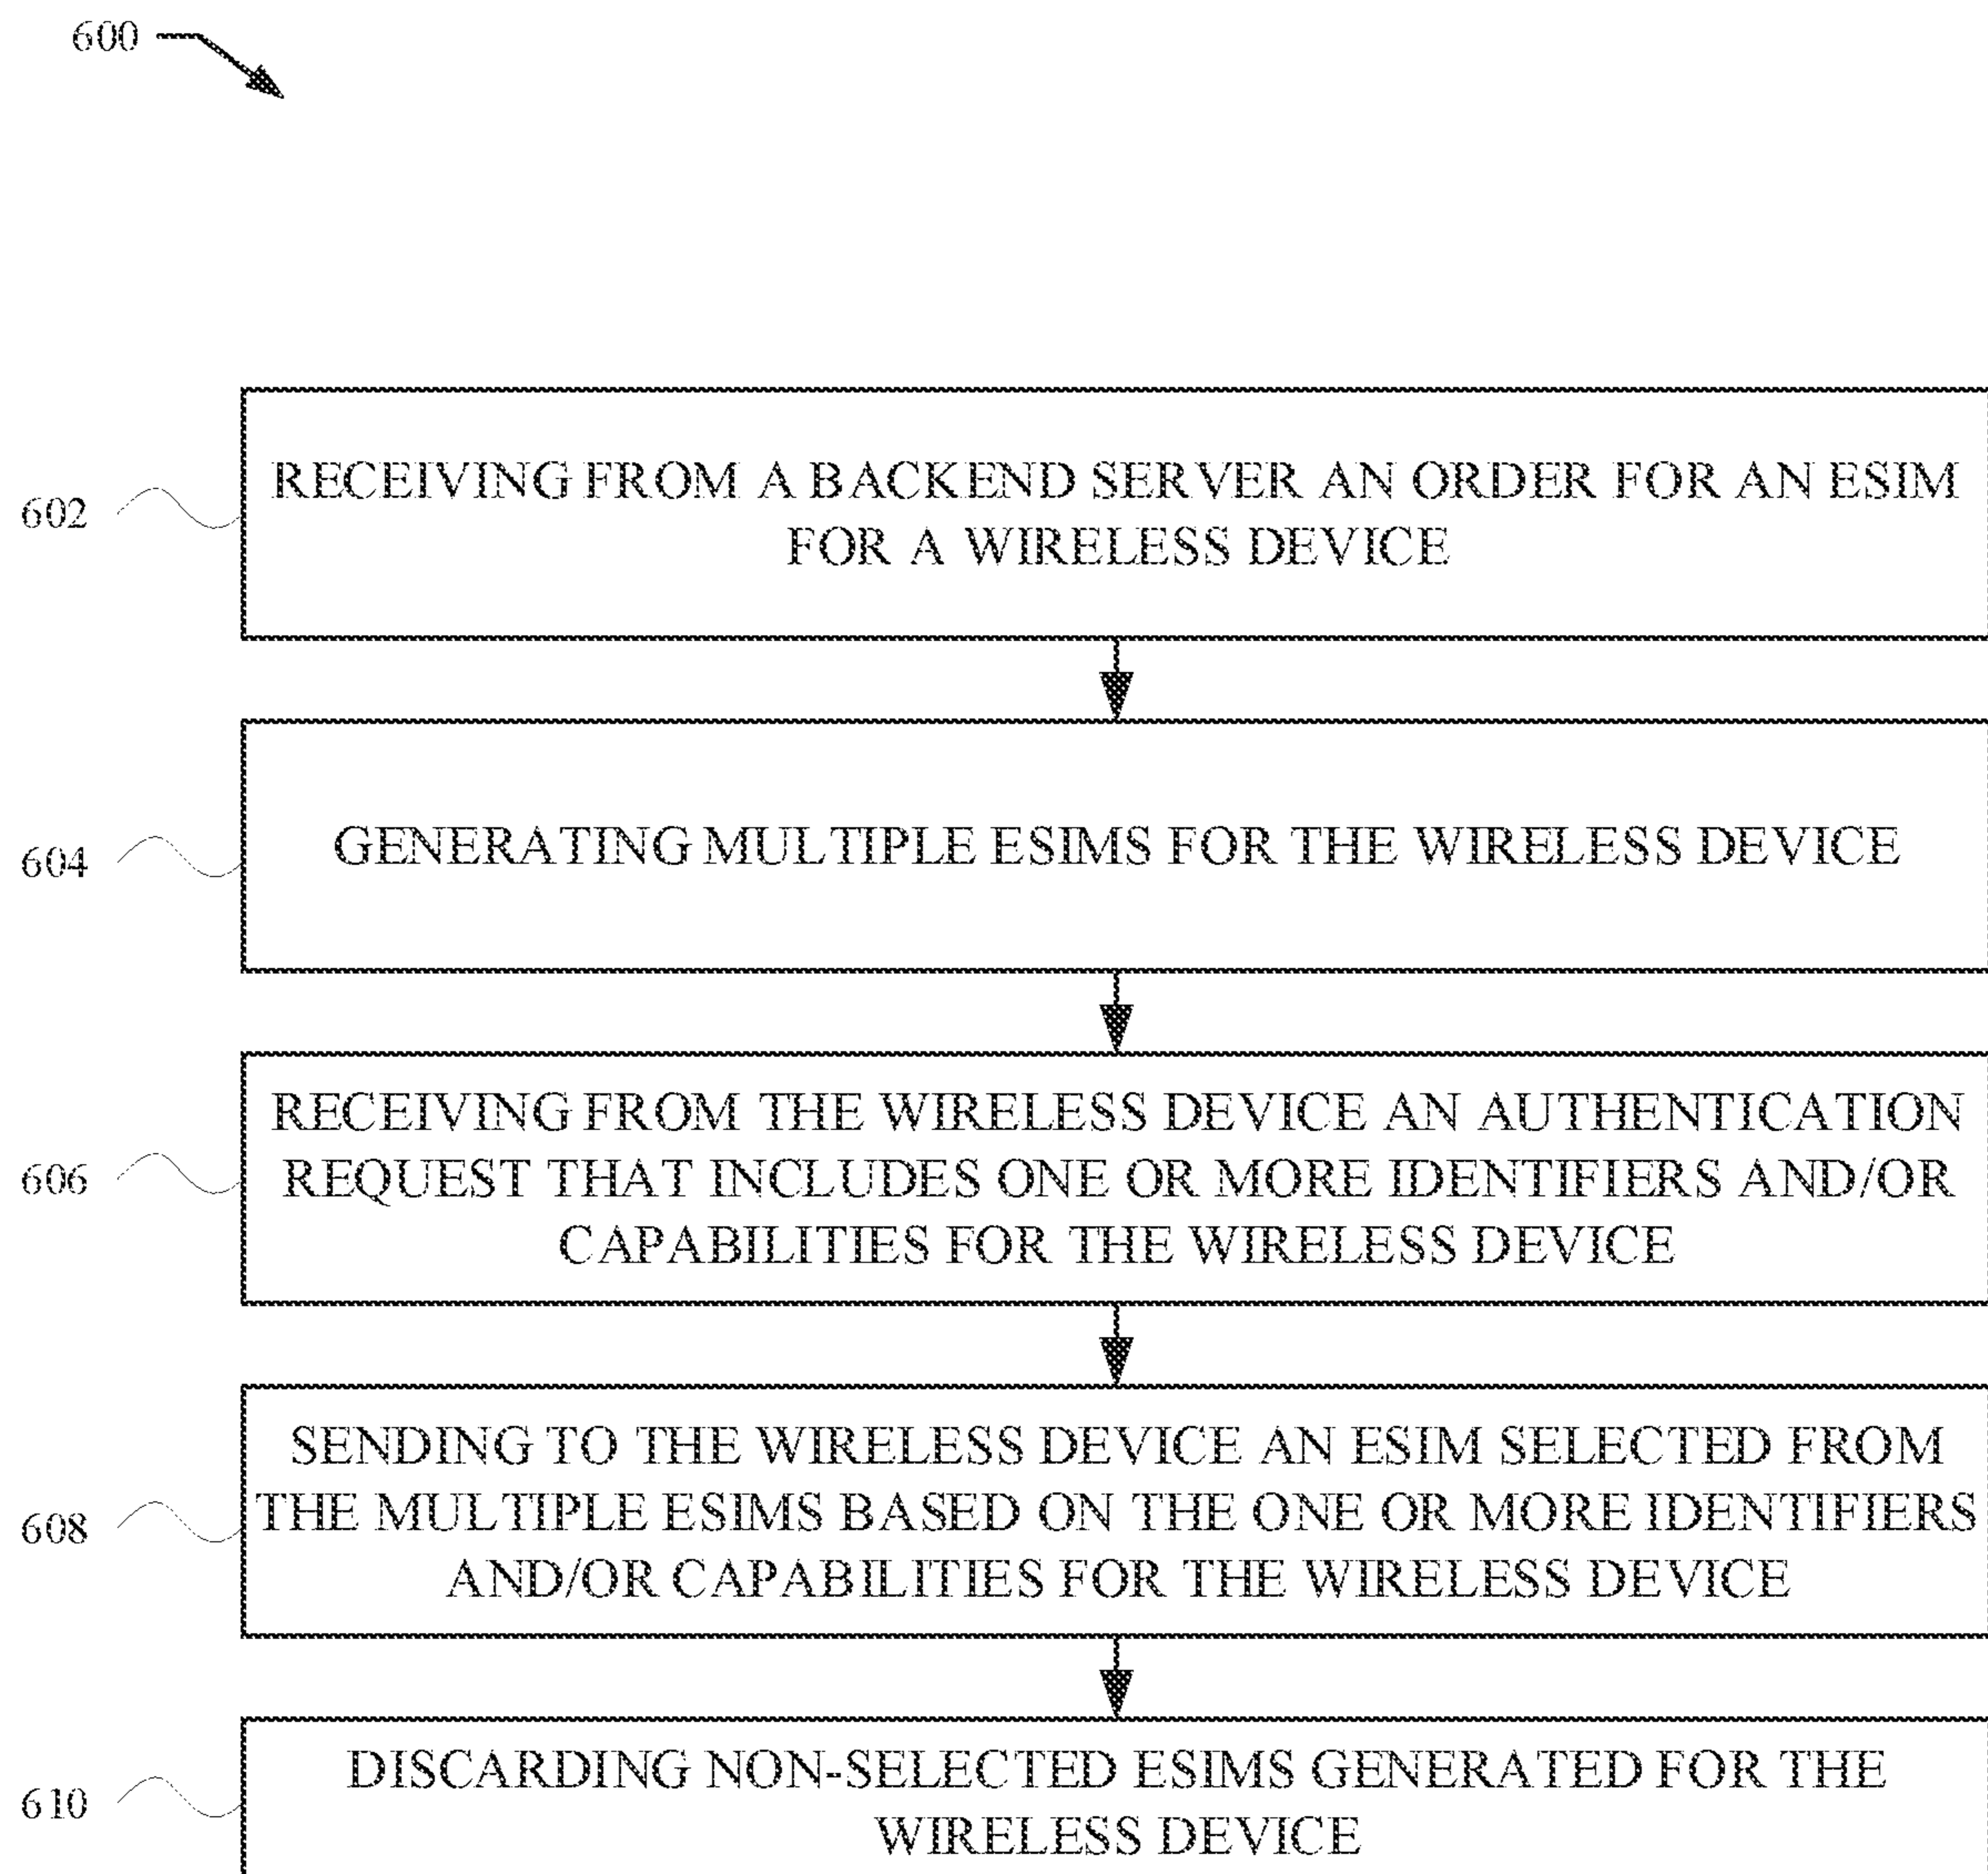 600
602
RECEIVING FROM A BACKEND SERVER AN ORDER FOR AN ESIM
FOR A WIRELESS DEVICE
604
GENERATING MULTIPLE ESIMS FOR THE WIRELESS DEVICE
606
RECEIVING FROM THE WIRELESS DEVICE AN AUTHENTICATION
REQUEST THAT INCLUDES ONE OR MORE IDENTIFIERS AND/OR
CAPABILITIES FOR THE WIRELESS DEVICE
608
SENDING TO THE WIRELESS DEVICE AN ESIM SELECTED FROM
THE MULTIPLE ESIMS BASED ON THE ONE OR MORE IDENTIFIERS
AND/OR CAPABILITIES FOR THE WIRELESS DEVICE
610
DISCARDING NON-SELECTED ESIMS GENERATED FOR THE
WIRELESS DEVICE